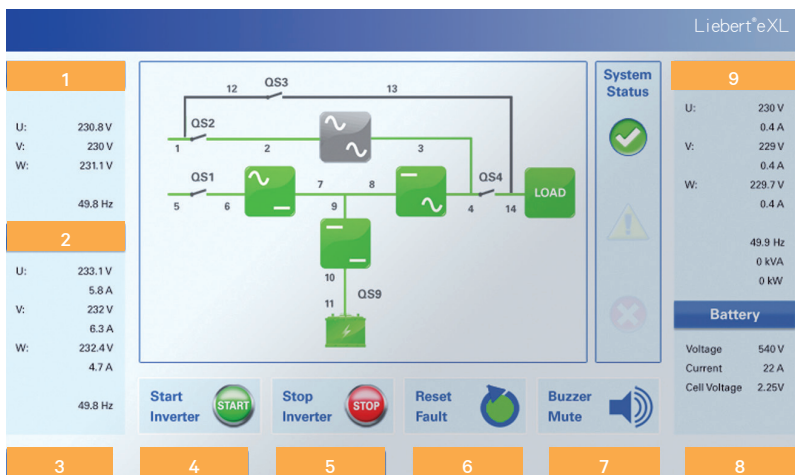 Liebert®eXL
1
U: 230.8 V
V: 230 V
W: 231.1 V
49.8 Hz
2
U: 233.1 V
5.8 A
V: 232 V
6.3 A
W: 232.4 V
4.7 A
49.8 Hz
12 QS3 13
QS2
1 2 3
QS1 7 8 QS4
5 6 9 4 14
LOAD
10
11 QS9
System
Status
9
U: 230 V
0.4 A
V: 229 V
0.4 A
W: 229.7 V
0.4 A
49.9 Hz
0 kVA
0 kW
Battery
Voltage 540 V
Current 22 A
Cell Voltage 2.25V
Start
Inverter
START
Stop
Inverter
STOP
Reset
Fault
Buzzer
Mute
3 4 5 6 7 8